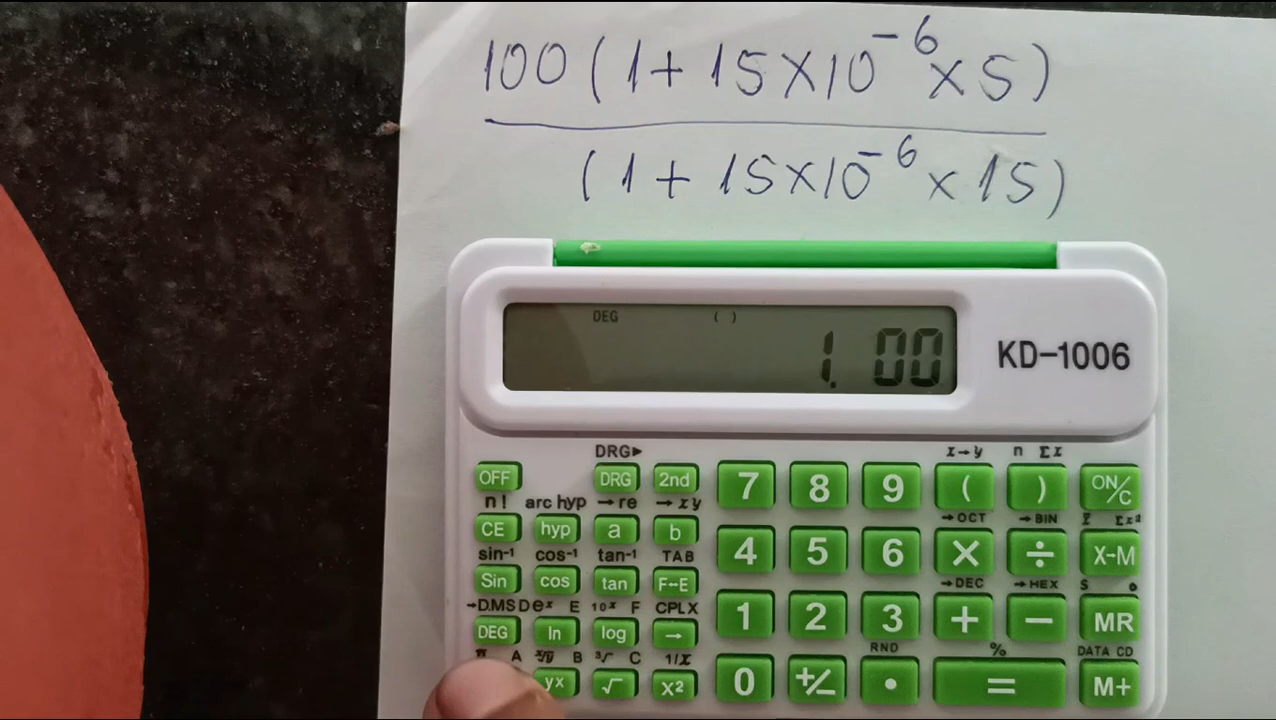 100(1+15×10⁻⁶×5)
(1+15×10⁻⁶×15)
DEG ( )
1. 00
KD-1006
DRG► x→y n Σx
OFF DRG 2nd 7 8 9 ( ) ON/C
n! arc hyp →re →xy →OCT →BIN x̄ Σx²
CE hyp a b 4 5 6 × ÷ X-M
sin⁻¹ cos⁻¹ tan⁻¹ TAB →DEC →HEX S σ
Sin cos tan F↔E 1 2 3 + − MR
→D.MS D eˣ E 10ˣ F CPLX RND % DATA CD
DEG ln log → 0 +/− • = M+
π A ˣ√y B ³√ C 1/x
yx √ X²